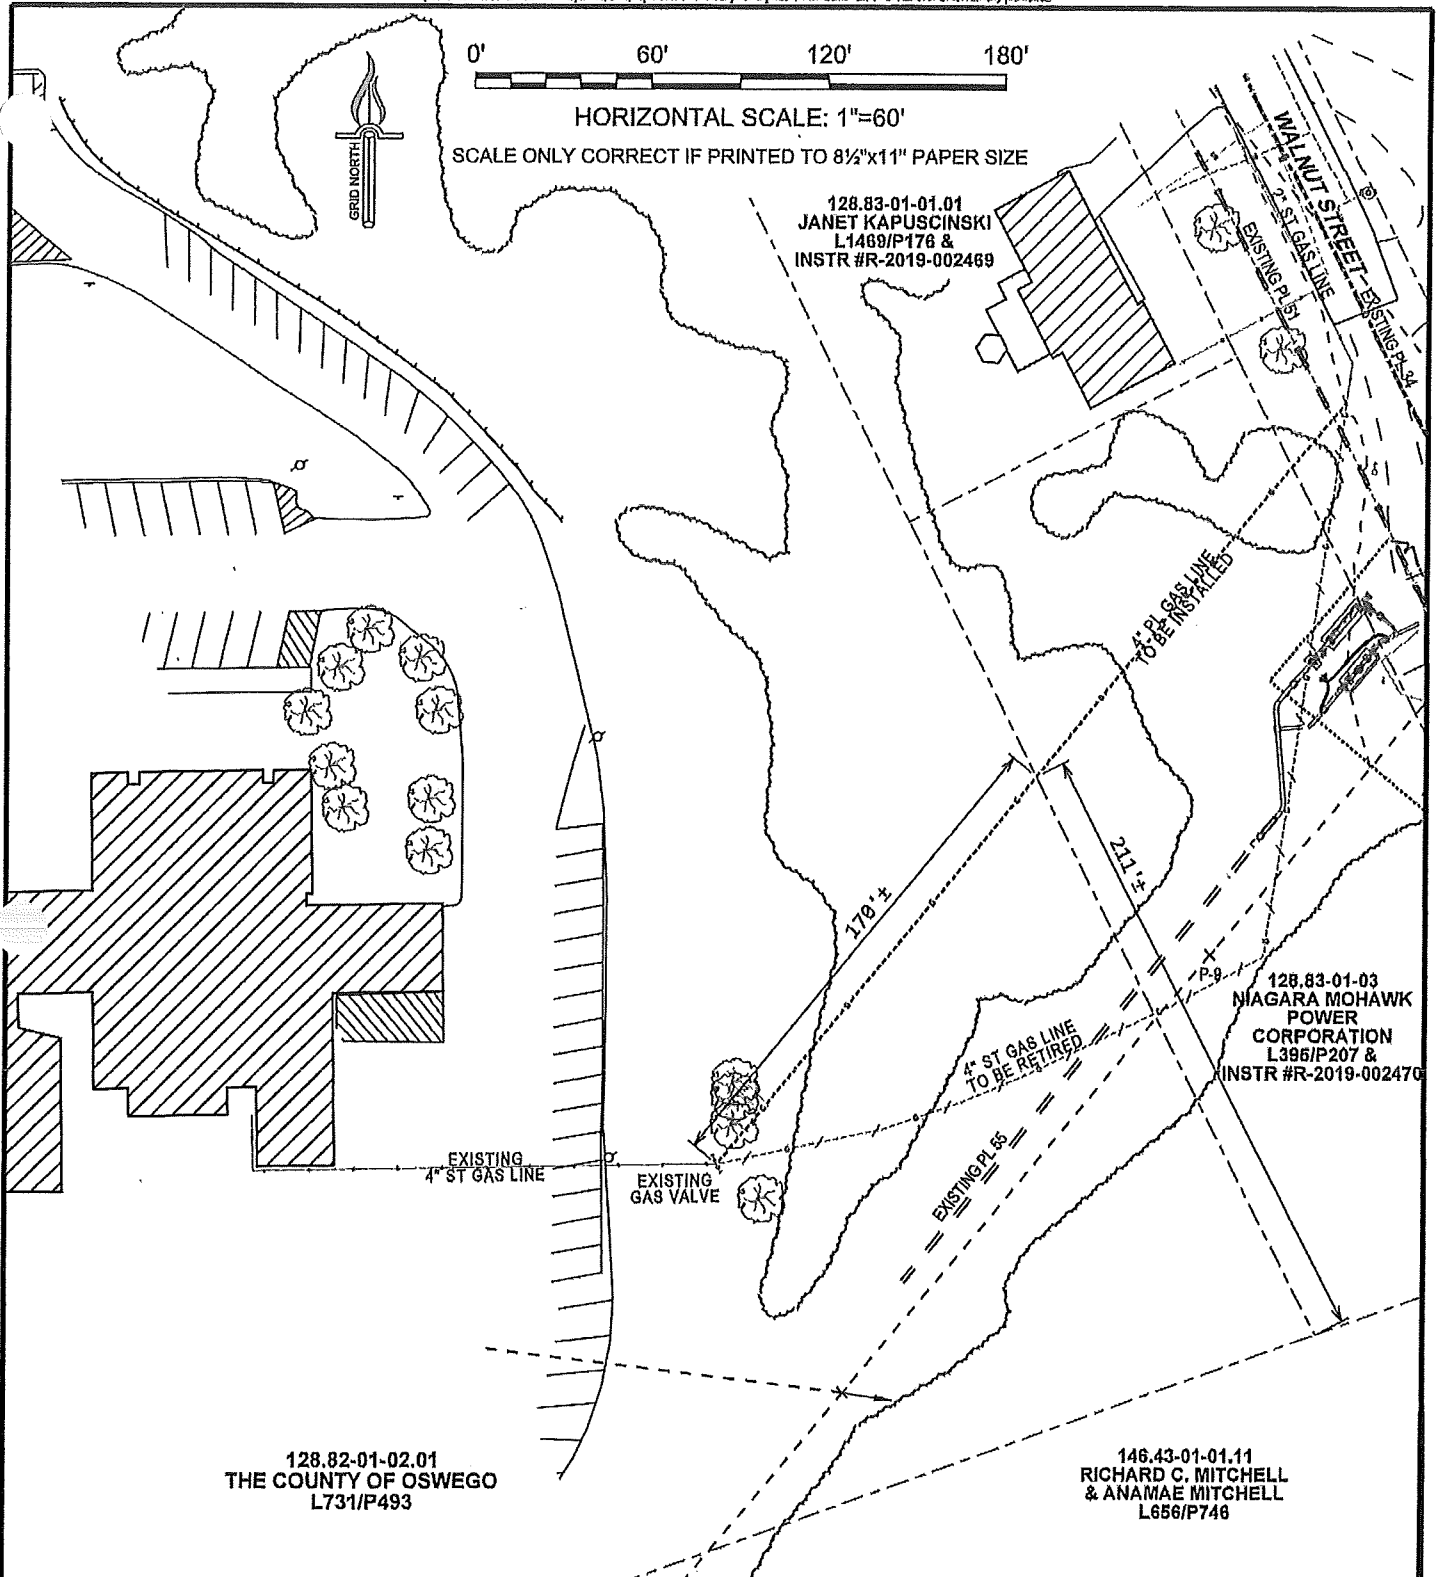 0' 60' 120' 180'
HORIZONTAL SCALE: 1"=60'
SCALE ONLY CORRECT IF PRINTED TO 8½"x11" PAPER SIZE
GRID NORTH
128.83-01-01.01
JANET KAPUSCINSKI
L1469/P176 &
INSTR #R-2019-002469
WALNUT STREET
2" ST GAS LINE
EXISTING PL 51
EXISTING PL 34
4" PL GAS LINE
TO BE INSTALLED
170'±
211'±
P-9
128.83-01-03
NIAGARA MOHAWK
POWER
CORPORATION
L396/P207 &
INSTR #R-2019-002470
4" ST GAS LINE
TO BE RETIRED
EXISTING PL 55
EXISTING
4" ST GAS LINE
EXISTING
GAS VALVE
128.82-01-02.01
THE COUNTY OF OSWEGO
L731/P493
146.43-01-01.11
RICHARD C. MITCHELL
& ANAMAE MITCHELL
L656/P746